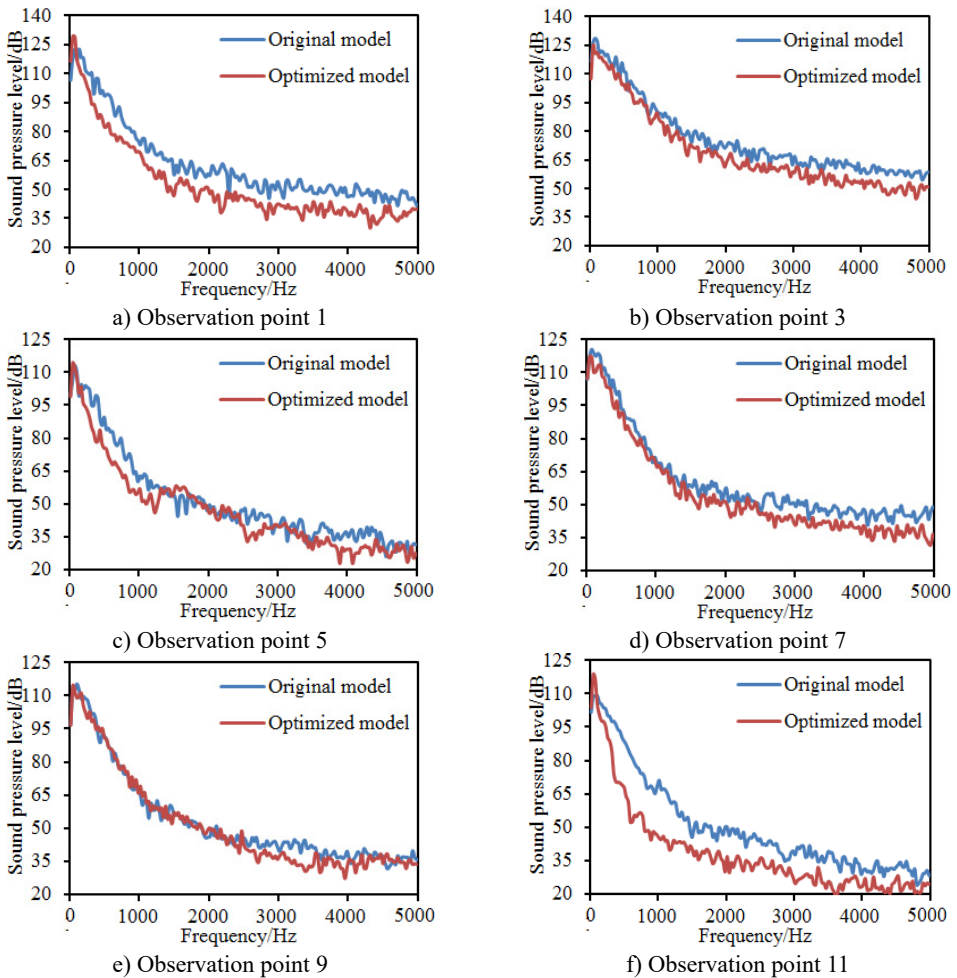 140
125
110
95
80
65
50
35
20
Sound pressure level/dB
Original model
Optimized model
0 1000 2000 3000 4000 5000
Frequency/Hz
a) Observation point 1
140
125
110
95
80
65
50
35
20
Sound pressure level/dB
Original model
Optimized model
0 1000 2000 3000 4000 5000
Frequency/Hz
b) Observation point 3
125
110
95
80
65
50
35
20
Sound pressure level/dB
Original model
Optimized model
0 1000 2000 3000 4000 5000
Frequency/Hz
c) Observation point 5
125
110
95
80
65
50
35
20
Sound pressure level/dB
Original model
Optimized model
0 1000 2000 3000 4000 5000
Frequency/Hz
d) Observation point 7
125
110
95
80
65
50
35
20
Sound pressure level/dB
Original model
Optimized model
0 1000 2000 3000 4000 5000
Frequency/Hz
e) Observation point 9
125
110
95
80
65
50
35
20
Sound pressure level/dB
Original model
Optimized model
0 1000 2000 3000 4000 5000
Frequency/Hz
f) Observation point 11